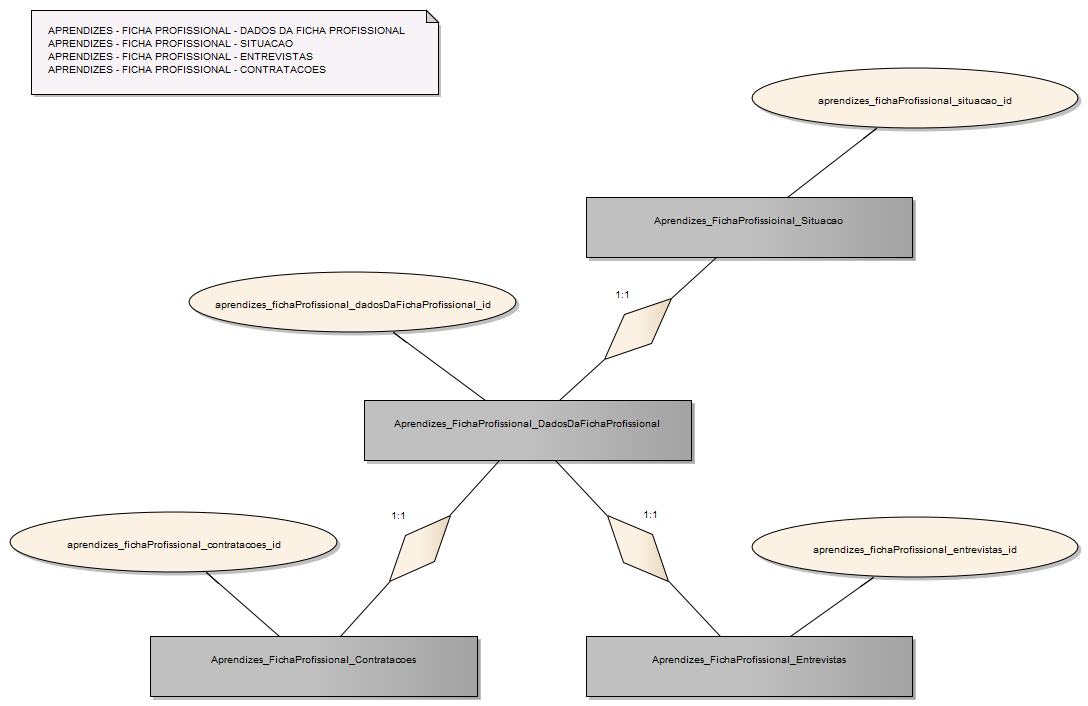 APRENDIZES - FICHA PROFISSIONAL - DADOS DA FICHA PROFISSIONAL
APRENDIZES - FICHA PROFISSIONAL - SITUACAO
APRENDIZES - FICHA PROFISSIONAL - ENTREVISTAS
APRENDIZES - FICHA PROFISSIONAL - CONTRATACOES
aprendizes_fichaProfissional_situacao_id
Aprendizes_FichaProfissioinal_Situacao
1:1
aprendizes_fichaProfissional_dadosDaFichaProfissional_id
Aprendizes_FichaProfissional_DadosDaFichaProfissional
1:1
1:1
aprendizes_fichaProfissional_contratacoes_id
aprendizes_fichaProfissional_entrevistas_id
Aprendizes_FichaProfissional_Contratacoes
Aprendizes_FichaProfissional_Entrevistas